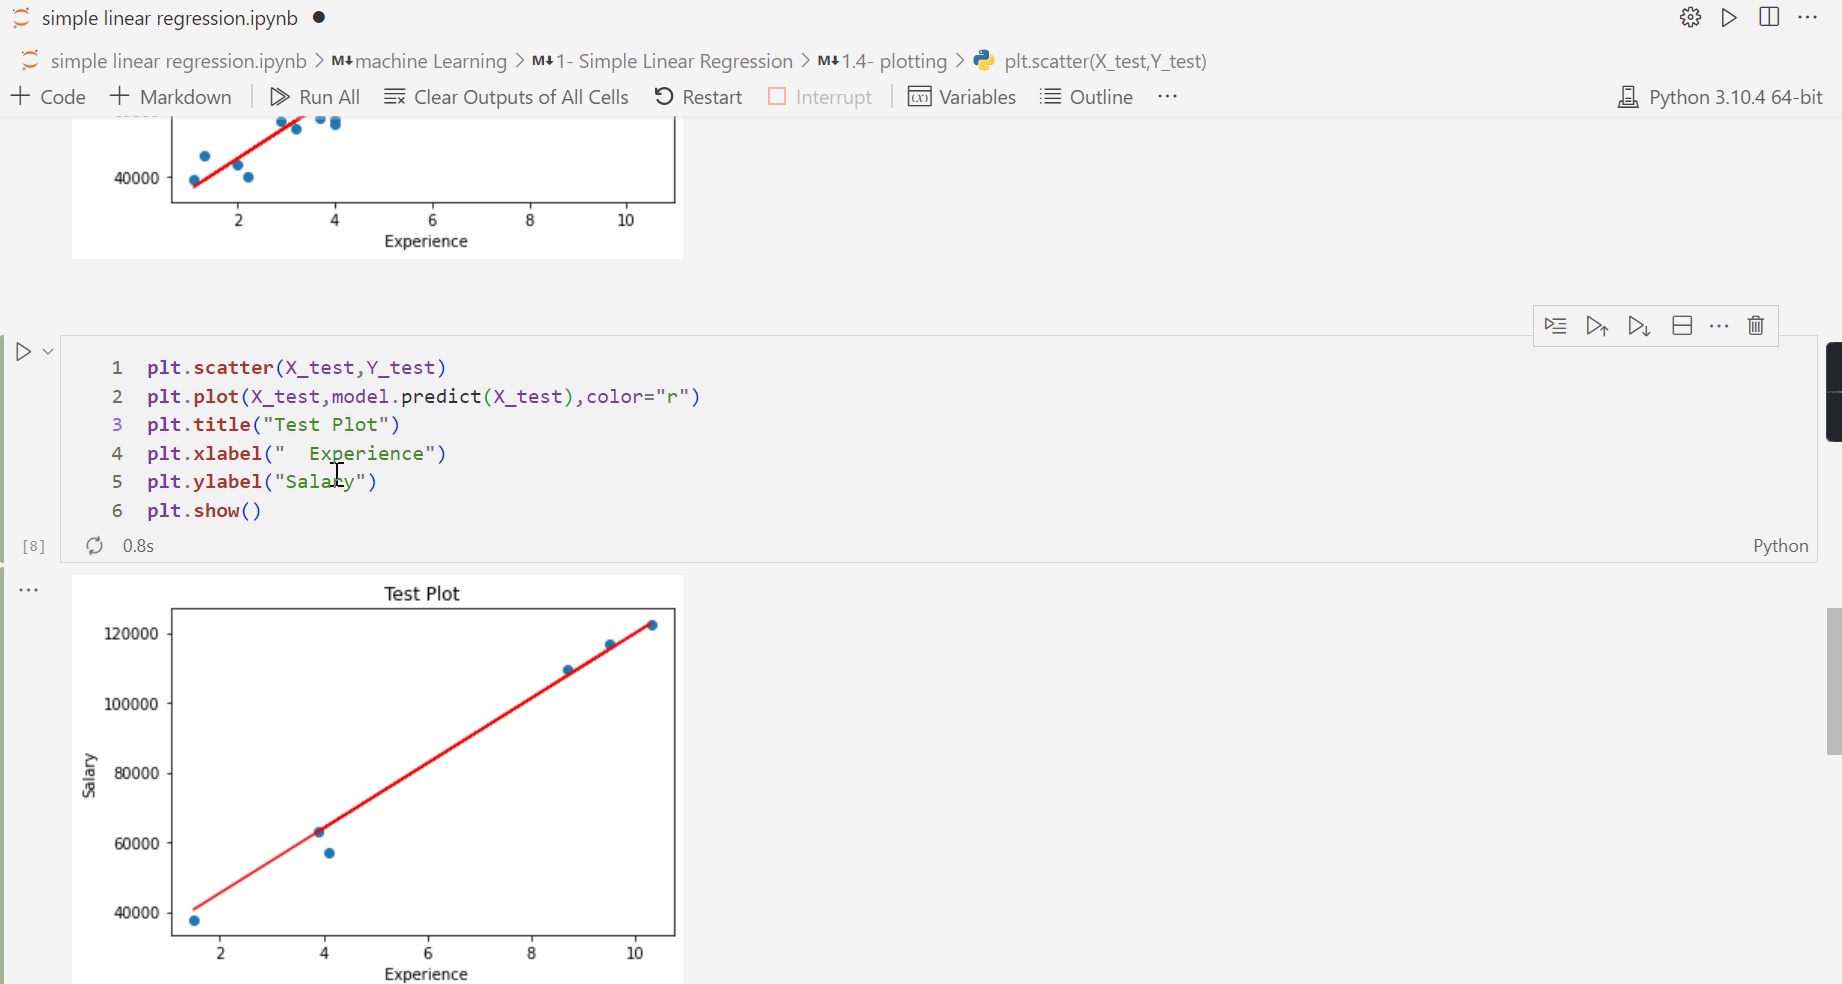 simple linear regression.ipynb
simple linear regression.ipynb > M↓ machine Learning > M↓ 1- Simple Linear Regression > M↓ 1.4- plotting > plt.scatter(X_test,Y_test)
+ Code + Markdown Run All Clear Outputs of All Cells Restart Interrupt Variables Outline ... Python 3.10.4 64-bit
40000
2 4 6 8 10
Experience
1 plt.scatter(X_test,Y_test)
2 plt.plot(X_test,model.predict(X_test),color="r")
3 plt.title("Test Plot")
4 plt.xlabel("  Experience")
5 plt.ylabel("Salary")
6 plt.show()
[8] 0.8s Python
Test Plot
120000
100000
80000
60000
40000
Salary
2 4 6 8 10
Experience